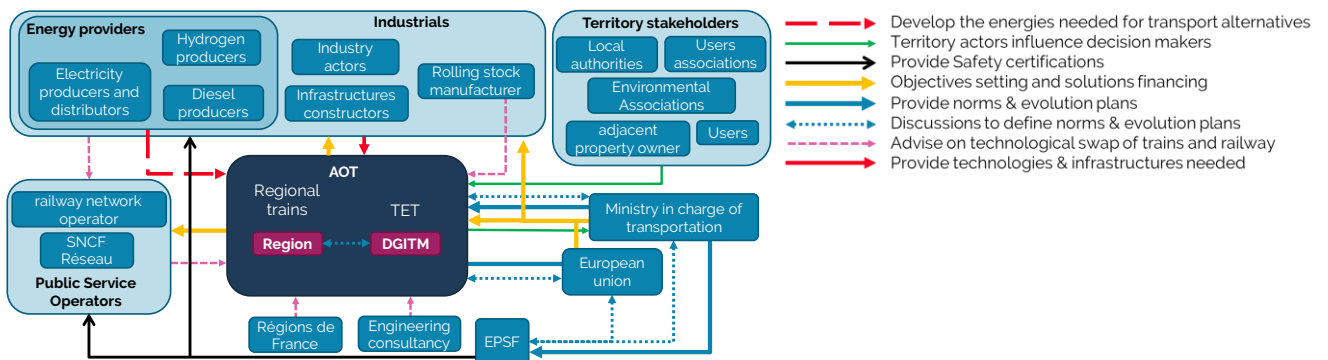 Energy providers
Hydrogen
producers
Electricity
producers and
distributors
Diesel
producers
Industrials
Industry
actors
Infrastructures
constructors
Rolling stock
manufacturer
Territory stakeholders
Local
authorities
Users
associations
Environmental
Associations
adjacent
property owner
Users
Develop the energies needed for transport alternatives
Territory actors influence decision makers
Provide Safety certifications
Objectives setting and solutions financing
Provide norms & evolution plans
Discussions to define norms & evolution plans
Advise on technological swap of trains and railway
Provide technologies & infrastructures needed
railway network
operator
SNCF
Réseau
Public Service
Operators
AOT
Regional
trains
TET
Region
DGITM
Ministry in charge of
transportation
European
union
Régions de
France
Engineering
consultancy
EPSF